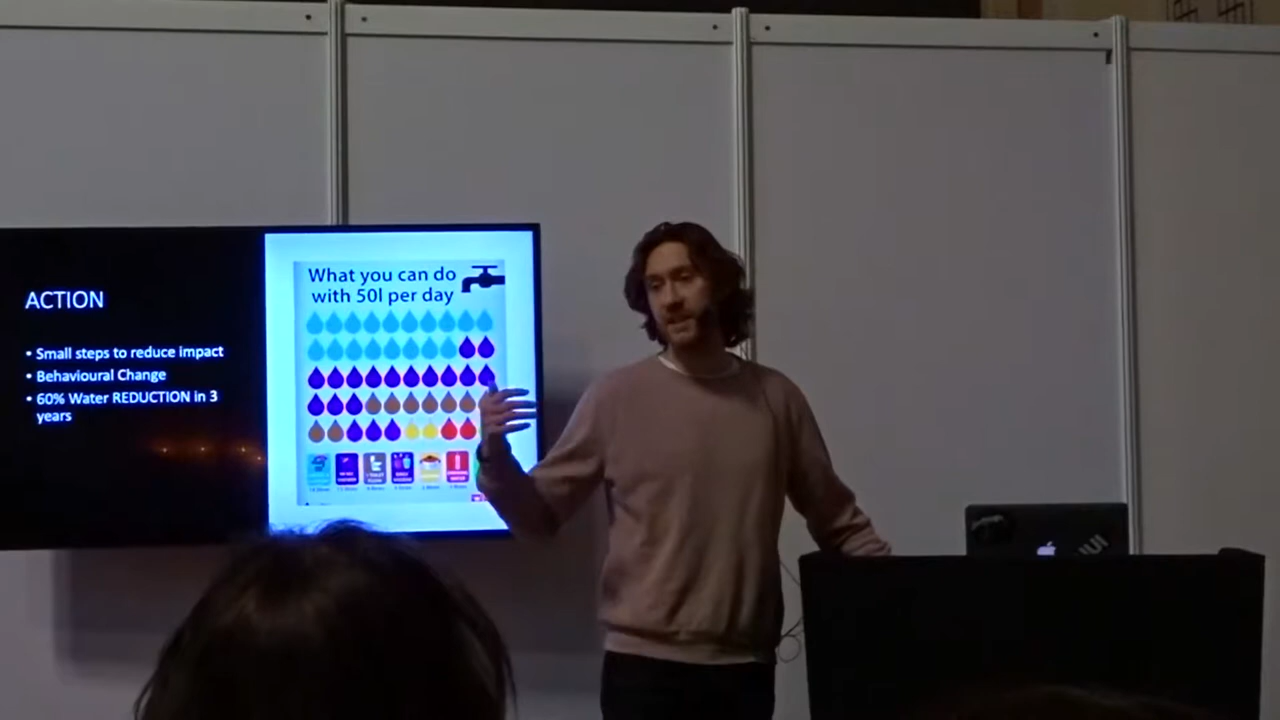 ACTION
• Small steps to reduce impact
• Behavioural Change
• 60% Water REDUCTION in 3
years
What you can do
with 50l per day